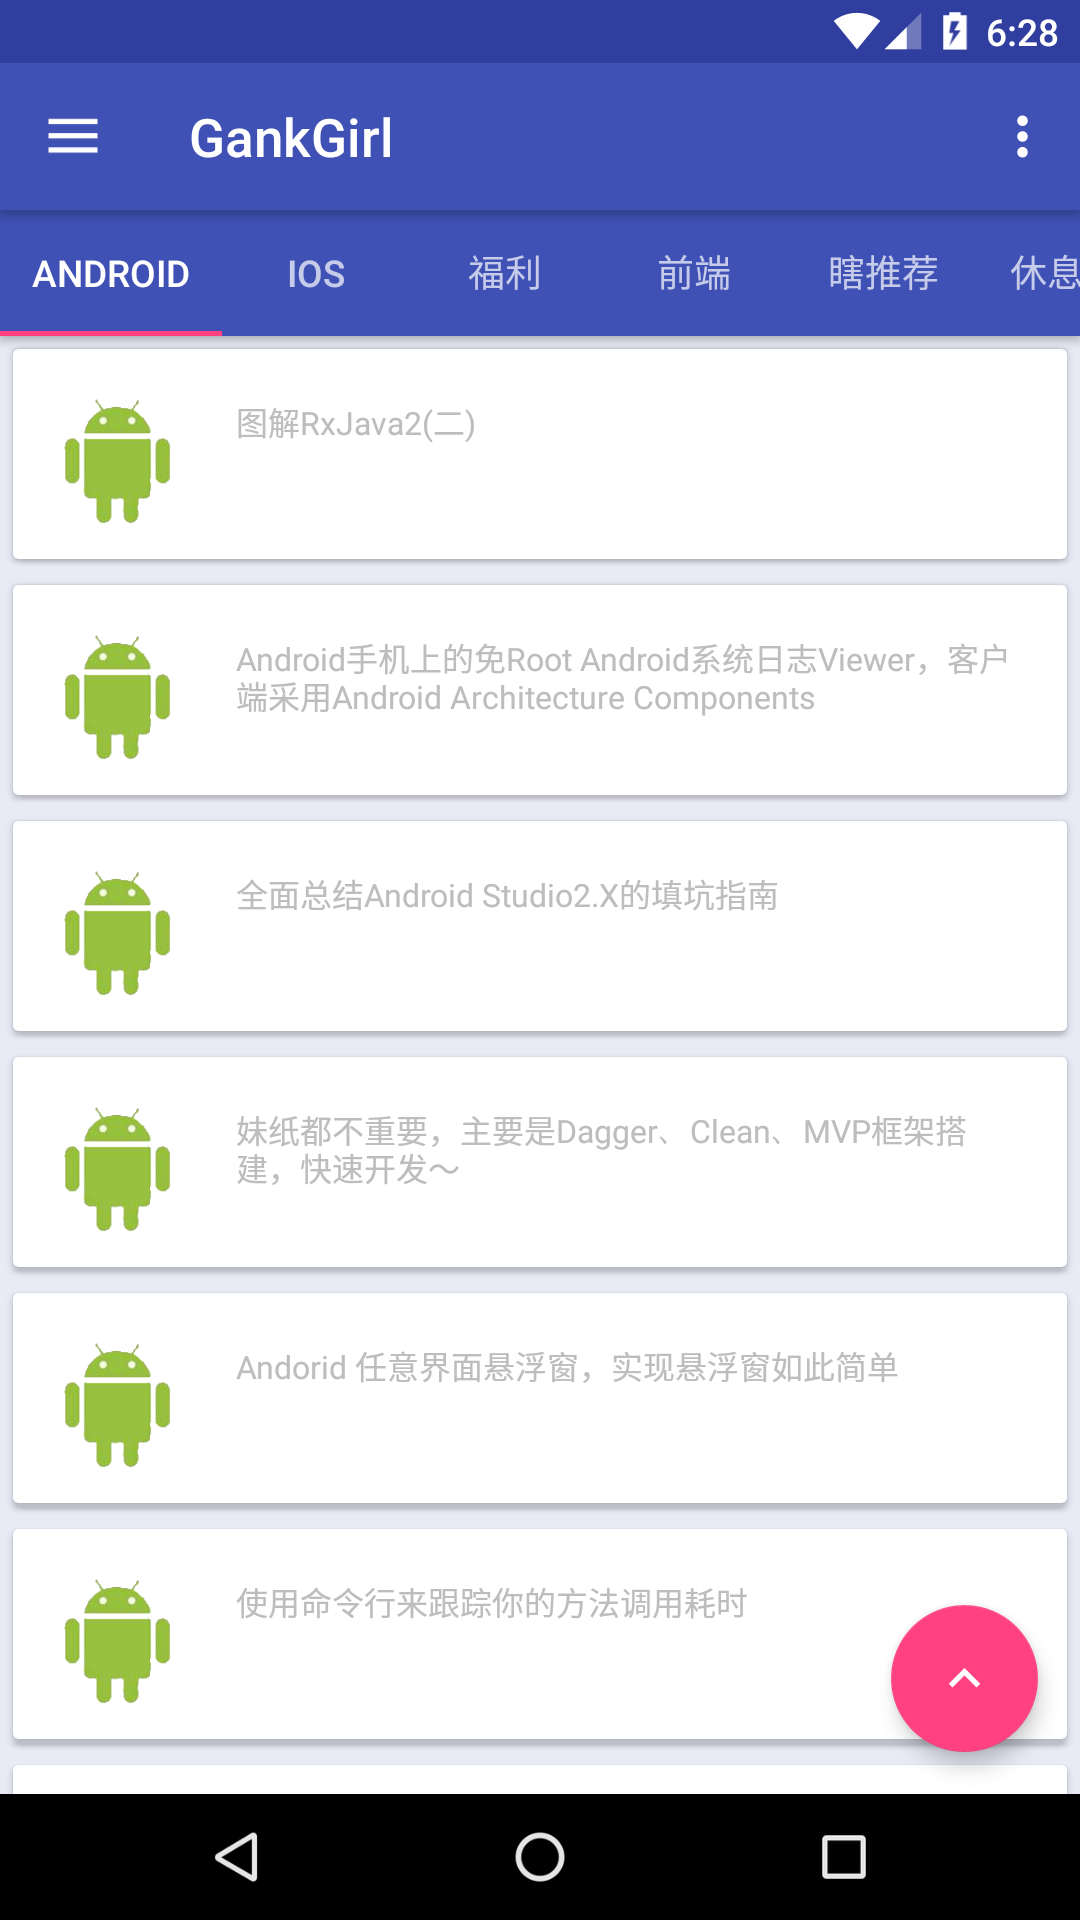 6:28
GankGirl
ANDROID IOS 福利 前端 瞎推荐 休息
图解RxJava2(二)
Android手机上的免Root Android系统日志Viewer，客户
端采用Android Architecture Components
全面总结Android Studio2.X的填坑指南
妹纸都不重要，主要是Dagger、Clean、MVP框架搭
建，快速开发～
Andorid 任意界面悬浮窗，实现悬浮窗如此简单
使用命令行来跟踪你的方法调用耗时